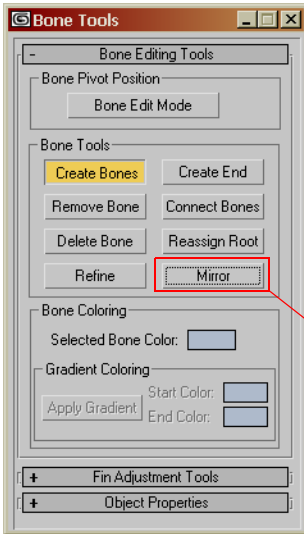 Bone Tools
- Bone Editing Tools
Bone Pivot Position
Bone Edit Mode
Bone Tools
Create Bones Create End
Remove Bone Connect Bones
Delete Bone Reassign Root
Refine Mirror
Bone Coloring
Selected Bone Color:
Gradient Coloring
Apply Gradient Start Color:
End Color:
+ Fin Adjustment Tools
+ Object Properties